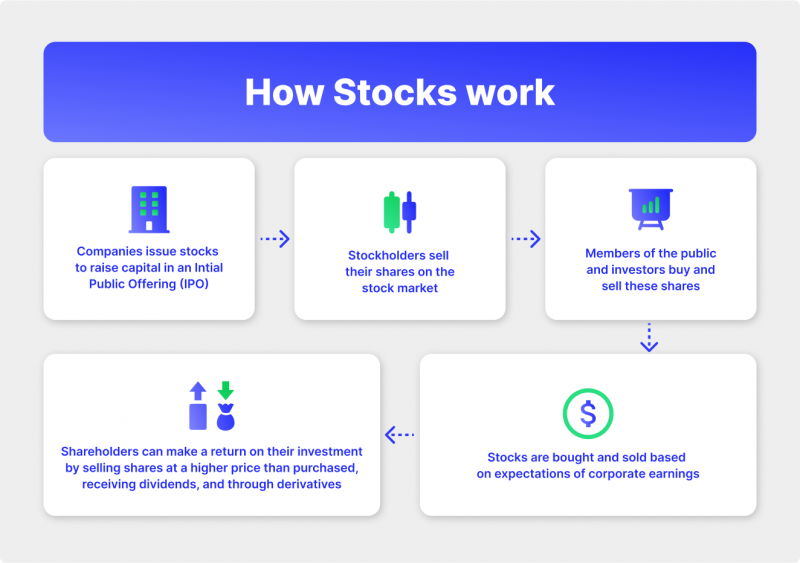 How Stocks work
Companies issue stocks
to raise capital in an Intial
Public Offering (IPO)
Stockholders sell
their shares on the
stock market
Members of the public
and investors buy and
sell these shares
Stocks are bought and sold based
on expectations of corporate earnings
Shareholders can make a return on their investment
by selling shares at a higher price than purchased,
receiving dividends, and through derivatives